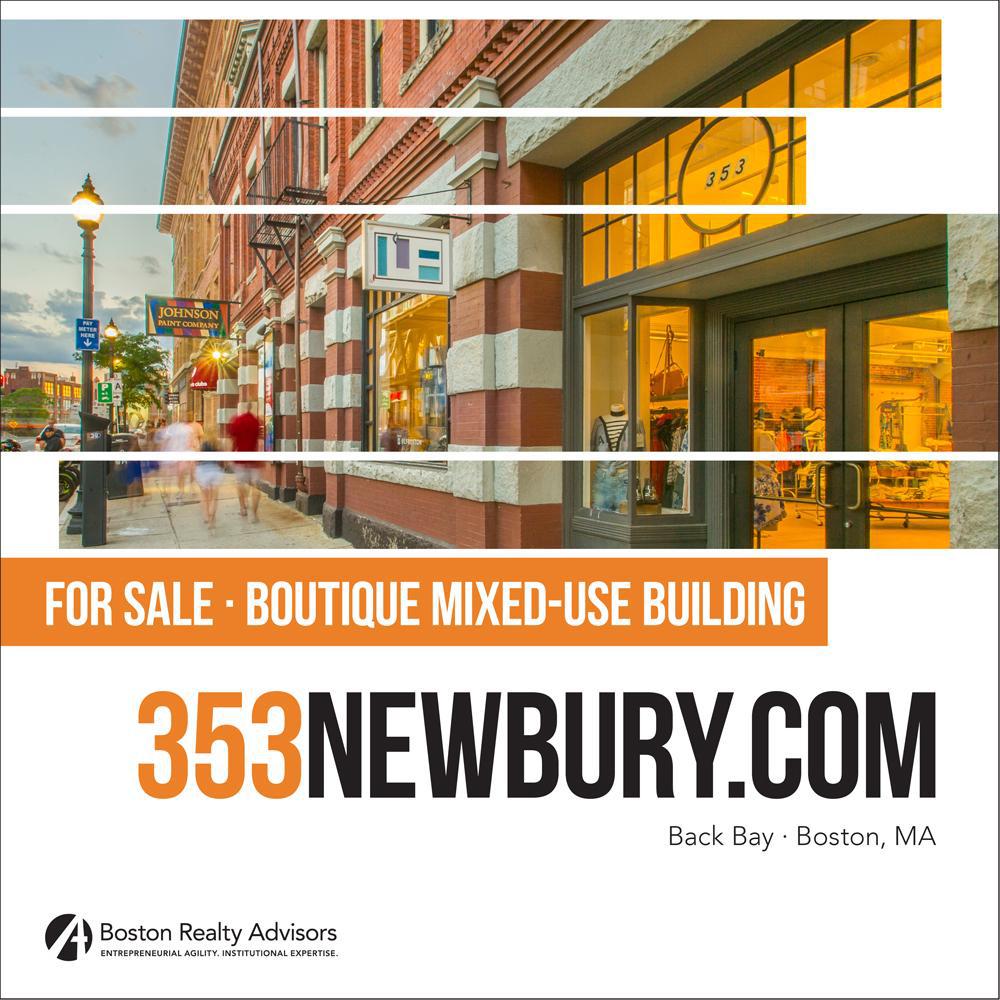 353
JOHNSON
PAINT COMPANY
PAY
METER
HERE
P
FOR SALE · BOUTIQUE MIXED-USE BUILDING
353NEWBURY.COM
Back Bay · Boston, MA
Boston Realty Advisors
ENTREPRENEURIAL AGILITY. INSTITUTIONAL EXPERTISE.